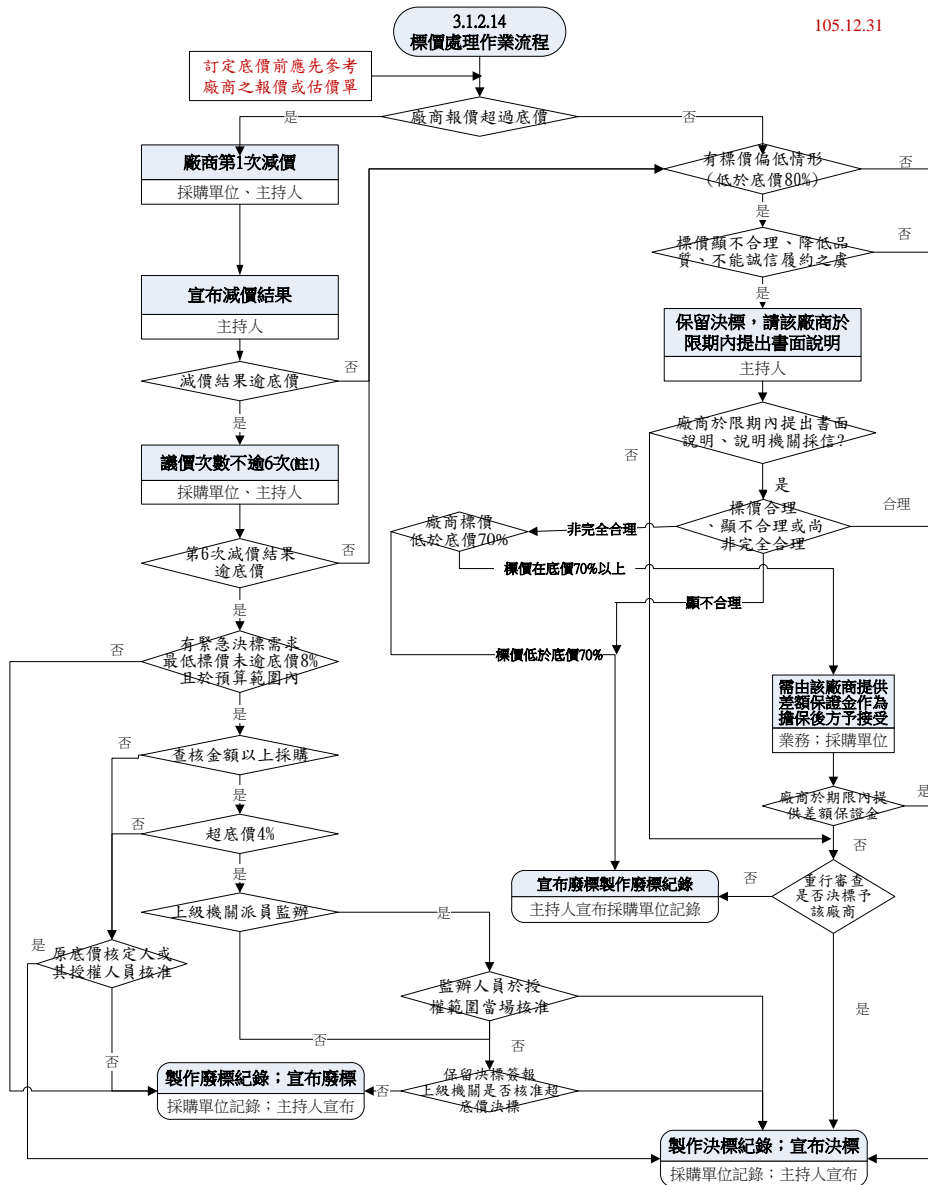 3.1.2.14
標價處理作業流程
105.12.31
訂定底價前應先參考
廠商之報價或估價單
廠商報價超過底價
是
否
廠商第1次減價
採購單位、主持人
有標價偏低情形
(低於底價80%)
否
是
標價顯不合理、降低品
質、不能誠信履約之虞
否
是
宣布減價結果
主持人
保留決標，請該廠商於
限期內提出書面說明
主持人
減價結果逾底價
否
是
廠商於限期內提出書面
說明、說明機關採信?
否
是
議價次數不逾6次(註1)
採購單位、主持人
標價合理
、顯不合理或尚
非完全合理
合理
非完全合理
廠商標價
低於底價70%
第6次減價結果
逾底價
否
標價在底價70%以上
顯不合理
是
有緊急決標需求
最低標價未逾底價8%
且於預算範圍內
否
標價低於底價70%
是
需由該廠商提供
差額保證金作為
擔保後方予接受
業務；採購單位
查核金額以上採購
否
是
廠商於期限內提
供差額保證金
是
否
超底價4%
否
是
宣布廢標製作廢標紀錄
主持人宣布採購單位記錄
否
重行審查
是否決標予
該廠商
上級機關派員監辦
是
原底價核定人或
其授權人員核准
是
監辦人員於授
權範圍當場核准
是
否
否
否
製作廢標紀錄；宣布廢標
採購單位記錄；主持人宣布
否
保留決標簽報
上級機關是否核准超
底價決標
製作決標紀錄；宣布決標
採購單位記錄；主持人宣布